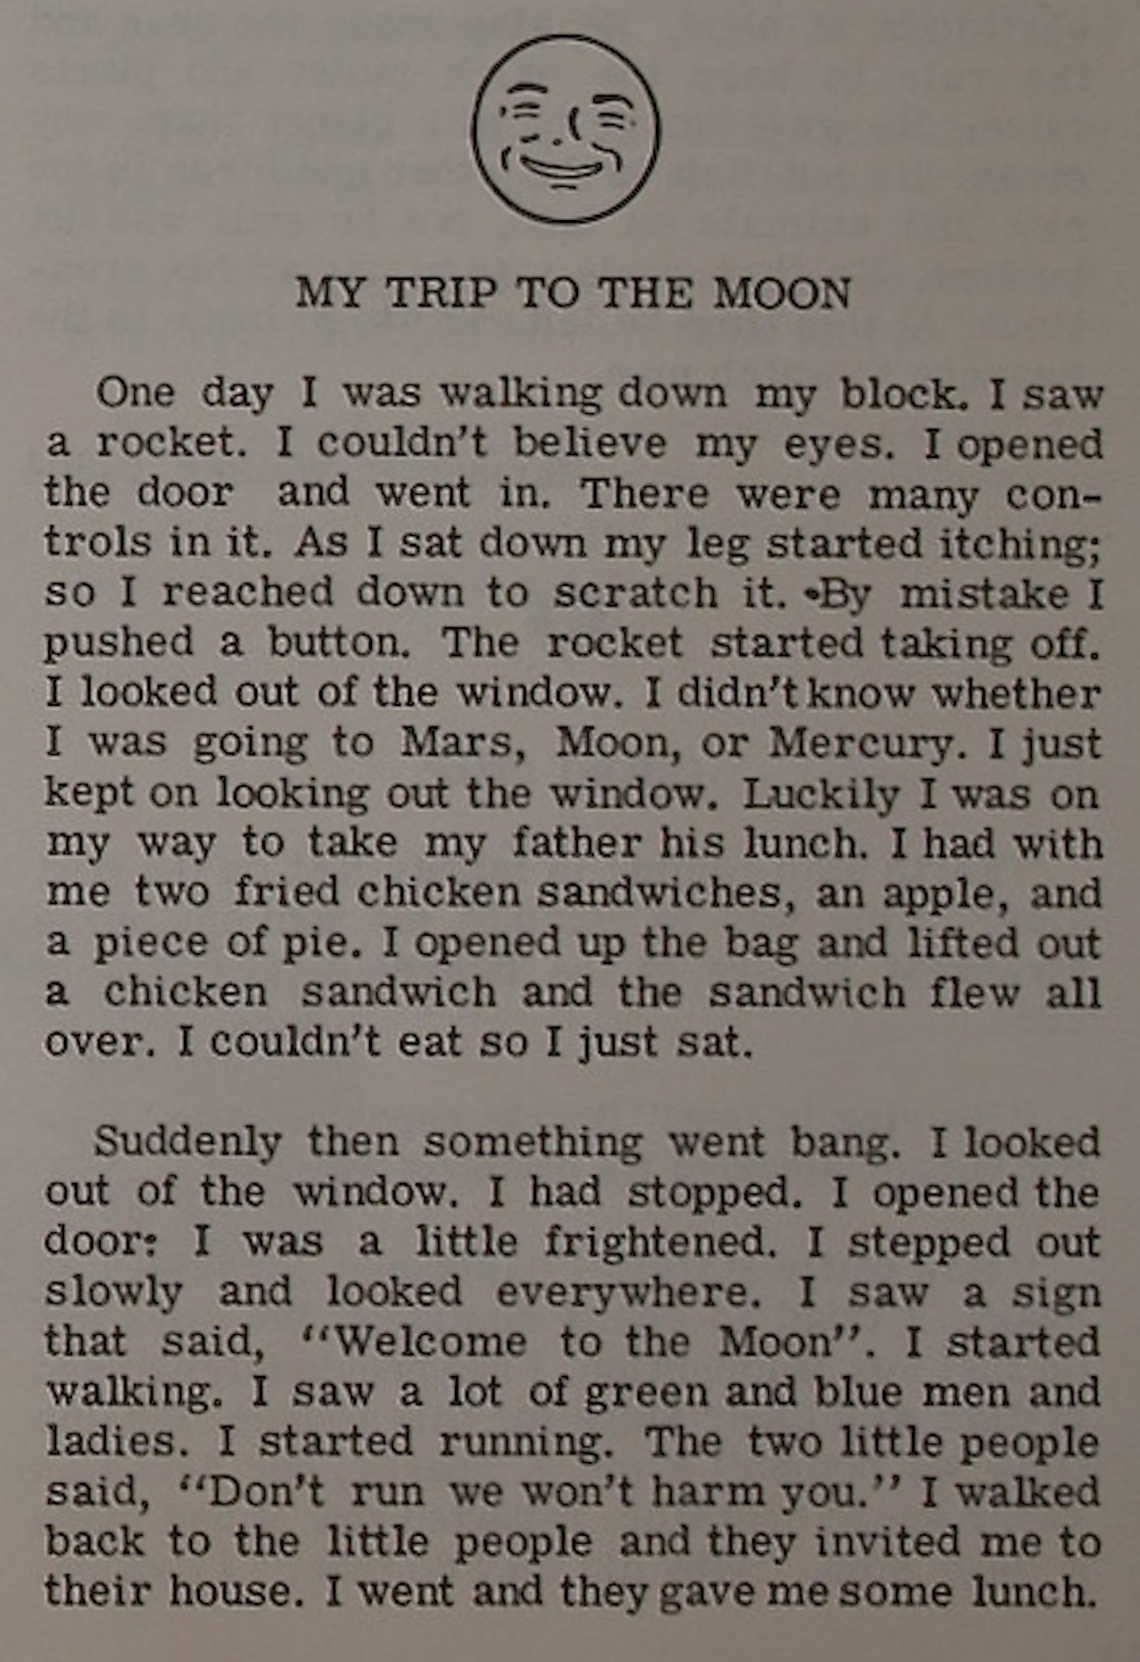 MY TRIP TO THE MOON
One day I was walking down my block. I saw
a rocket. I couldn't believe my eyes. I opened
the door and went in. There were many con-
trols in it. As I sat down my leg started itching;
so I reached down to scratch it. •By mistake I
pushed a button. The rocket started taking off.
I looked out of the window. I didn't know whether
I was going to Mars, Moon, or Mercury. I just
kept on looking out the window. Luckily I was on
my way to take my father his lunch. I had with
me two fried chicken sandwiches, an apple, and
a piece of pie. I opened up the bag and lifted out
a chicken sandwich and the sandwich flew all
over. I couldn't eat so I just sat.
Suddenly then something went bang. I looked
out of the window. I had stopped. I opened the
door: I was a little frightened. I stepped out
slowly and looked everywhere. I saw a sign
that said, "Welcome to the Moon". I started
walking. I saw a lot of green and blue men and
ladies. I started running. The two little people
said, "Don't run we won't harm you." I walked
back to the little people and they invited me to
their house. I went and they gave me some lunch.